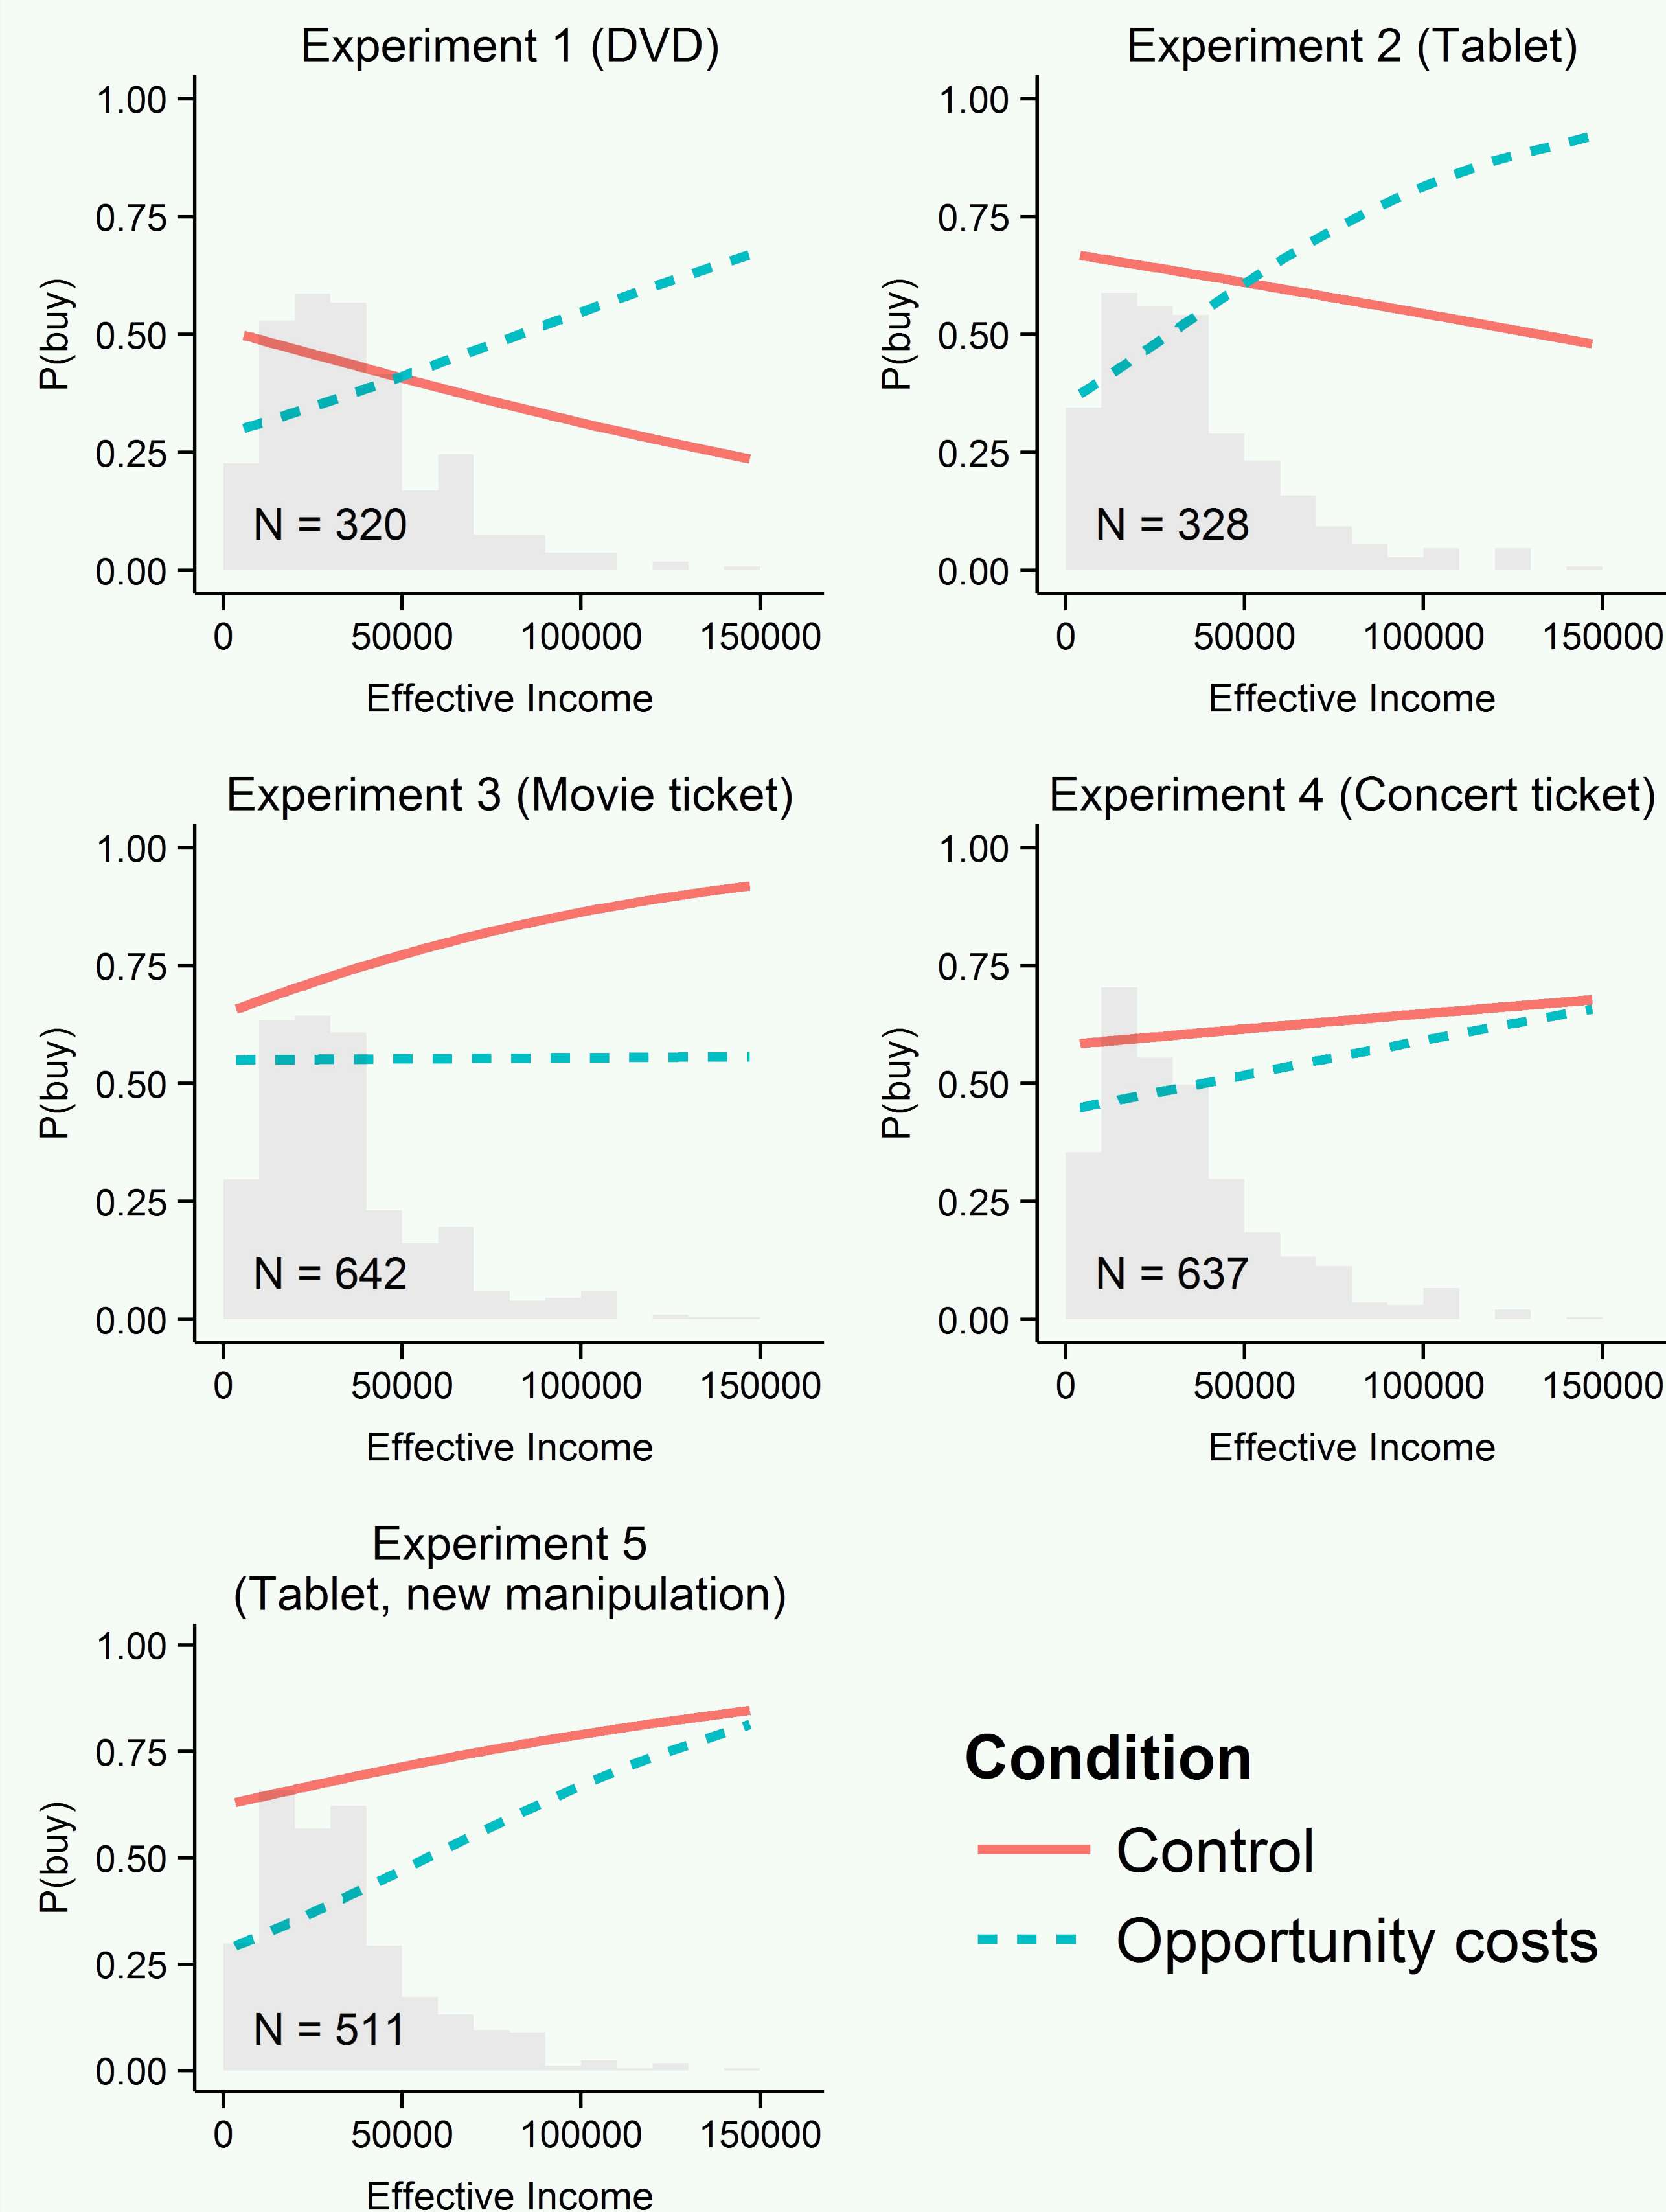 Experiment 1 (DVD)
1.00
0.75
0.50
0.25
0.00
P(buy)
N = 320
0 50000 100000 150000
Effective Income
Experiment 2 (Tablet)
1.00
0.75
0.50
0.25
0.00
P(buy)
N = 328
0 50000 100000 150000
Effective Income
Experiment 3 (Movie ticket)
1.00
0.75
0.50
0.25
0.00
P(buy)
N = 642
0 50000 100000 150000
Effective Income
Experiment 4 (Concert ticket)
1.00
0.75
0.50
0.25
0.00
P(buy)
N = 637
0 50000 100000 150000
Effective Income
Experiment 5
(Tablet, new manipulation)
1.00
0.75
0.50
0.25
0.00
P(buy)
N = 511
0 50000 100000 150000
Effective Income
Condition
Control
Opportunity costs